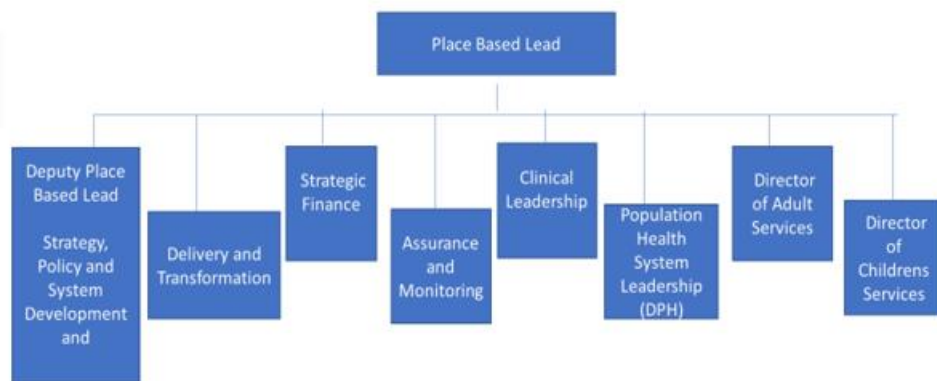 Place Based Lead
Deputy Place
Based Lead
Strategy,
Policy and
System
Development
and
Delivery and
Transformation
Strategic
Finance
Assurance
and
Monitoring
Clinical
Leadership
Population
Health
System
Leadership
(DPH)
Director
of Adult
Services
Director
of
Childrens
Services